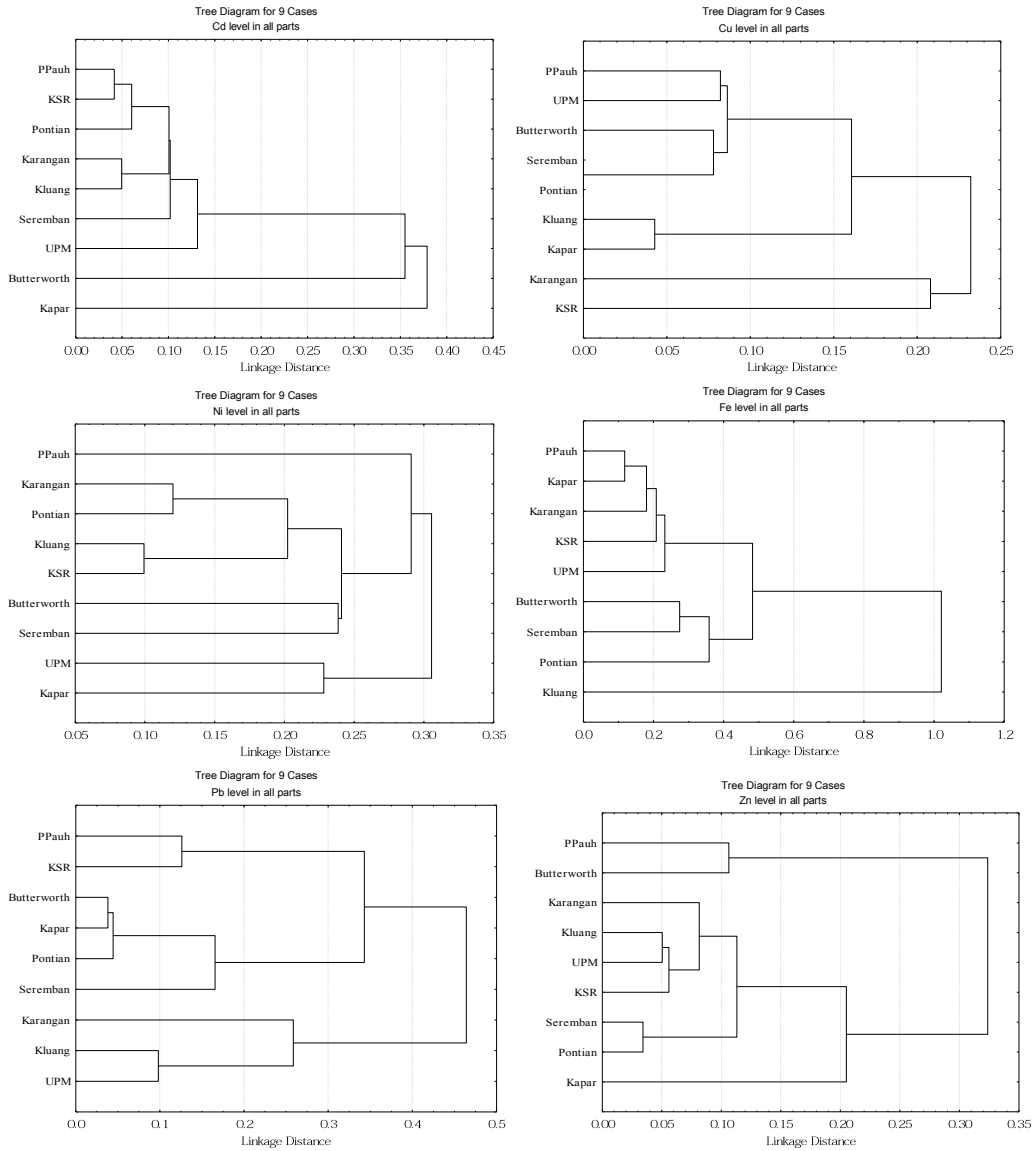 Tree Diagram for 9 Cases
Cd level in all parts
PPauh
KSR
Pontian
Karangan
Kluang
Seremban
UPM
Butterworth
Kapar
0.00 0.05 0.10 0.15 0.20 0.25 0.30 0.35 0.40 0.45
Linkage Distance
Tree Diagram for 9 Cases
Cu level in all parts
PPauh
UPM
Butterworth
Seremban
Pontian
Kluang
Kapar
Karangan
KSR
0.00 0.05 0.10 0.15 0.20 0.25
Linkage Distance
Tree Diagram for 9 Cases
Ni level in all parts
PPauh
Karangan
Pontian
Kluang
KSR
Butterworth
Seremban
UPM
Kapar
0.05 0.10 0.15 0.20 0.25 0.30 0.35
Linkage Distance
Tree Diagram for 9 Cases
Fe level in all parts
PPauh
Kapar
Karangan
KSR
UPM
Butterworth
Seremban
Pontian
Kluang
0.0 0.2 0.4 0.6 0.8 1.0 1.2
Linkage Distance
Tree Diagram for 9 Cases
Pb level in all parts
PPauh
KSR
Butterworth
Kapar
Pontian
Seremban
Karangan
Kluang
UPM
0.0 0.1 0.2 0.3 0.4 0.5
Linkage Distance
Tree Diagram for 9 Cases
Zn level in all parts
PPauh
Butterworth
Karangan
Kluang
UPM
KSR
Seremban
Pontian
Kapar
0.00 0.05 0.10 0.15 0.20 0.25 0.30 0.35
Linkage Distance